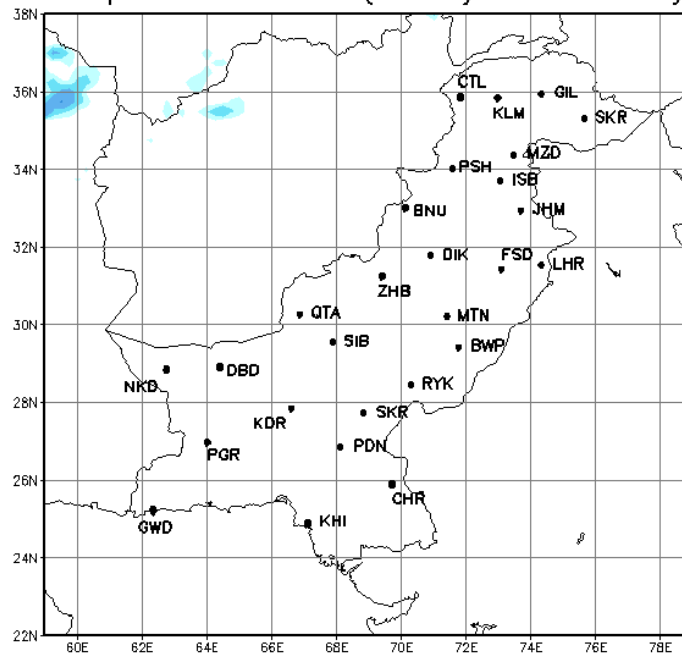 38N
CTL
36N
GIL
KLM
SKR
MZD
34N
PSH
ISB
BNU
JHM
32N
DIK
FSD
LHR
ZHB
QTA
MTN
30N
SIB
BWP
DBD
NKD
RYK
28N
SKR
KDR
PDN
PGR
26N
CHR
KHI
GWD
24N
22N
60E 62E 64E 66E 68E 70E 72E 74E 76E 78E